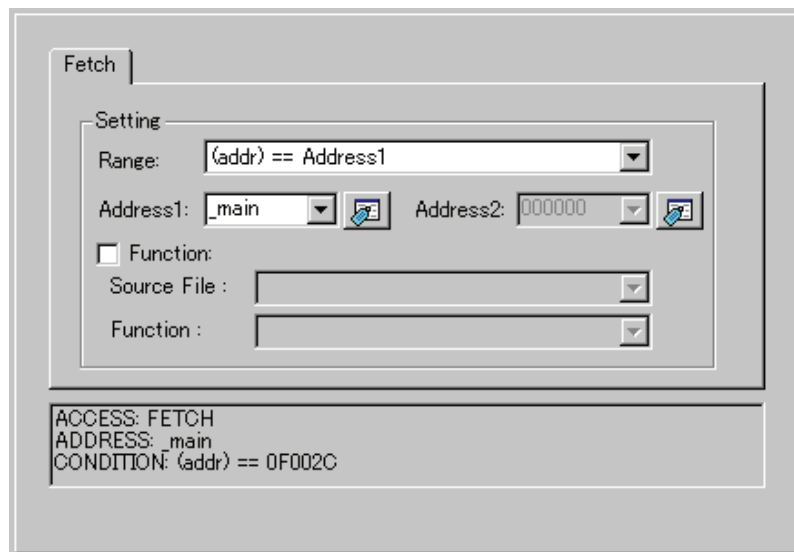 Fetch
Setting
Range: (addr) == Address1
Address1: _main Address2: 000000
Function:
Source File :
Function :
ACCESS: FETCH
ADDRESS: _main
CONDITION: (addr) == 0F002C